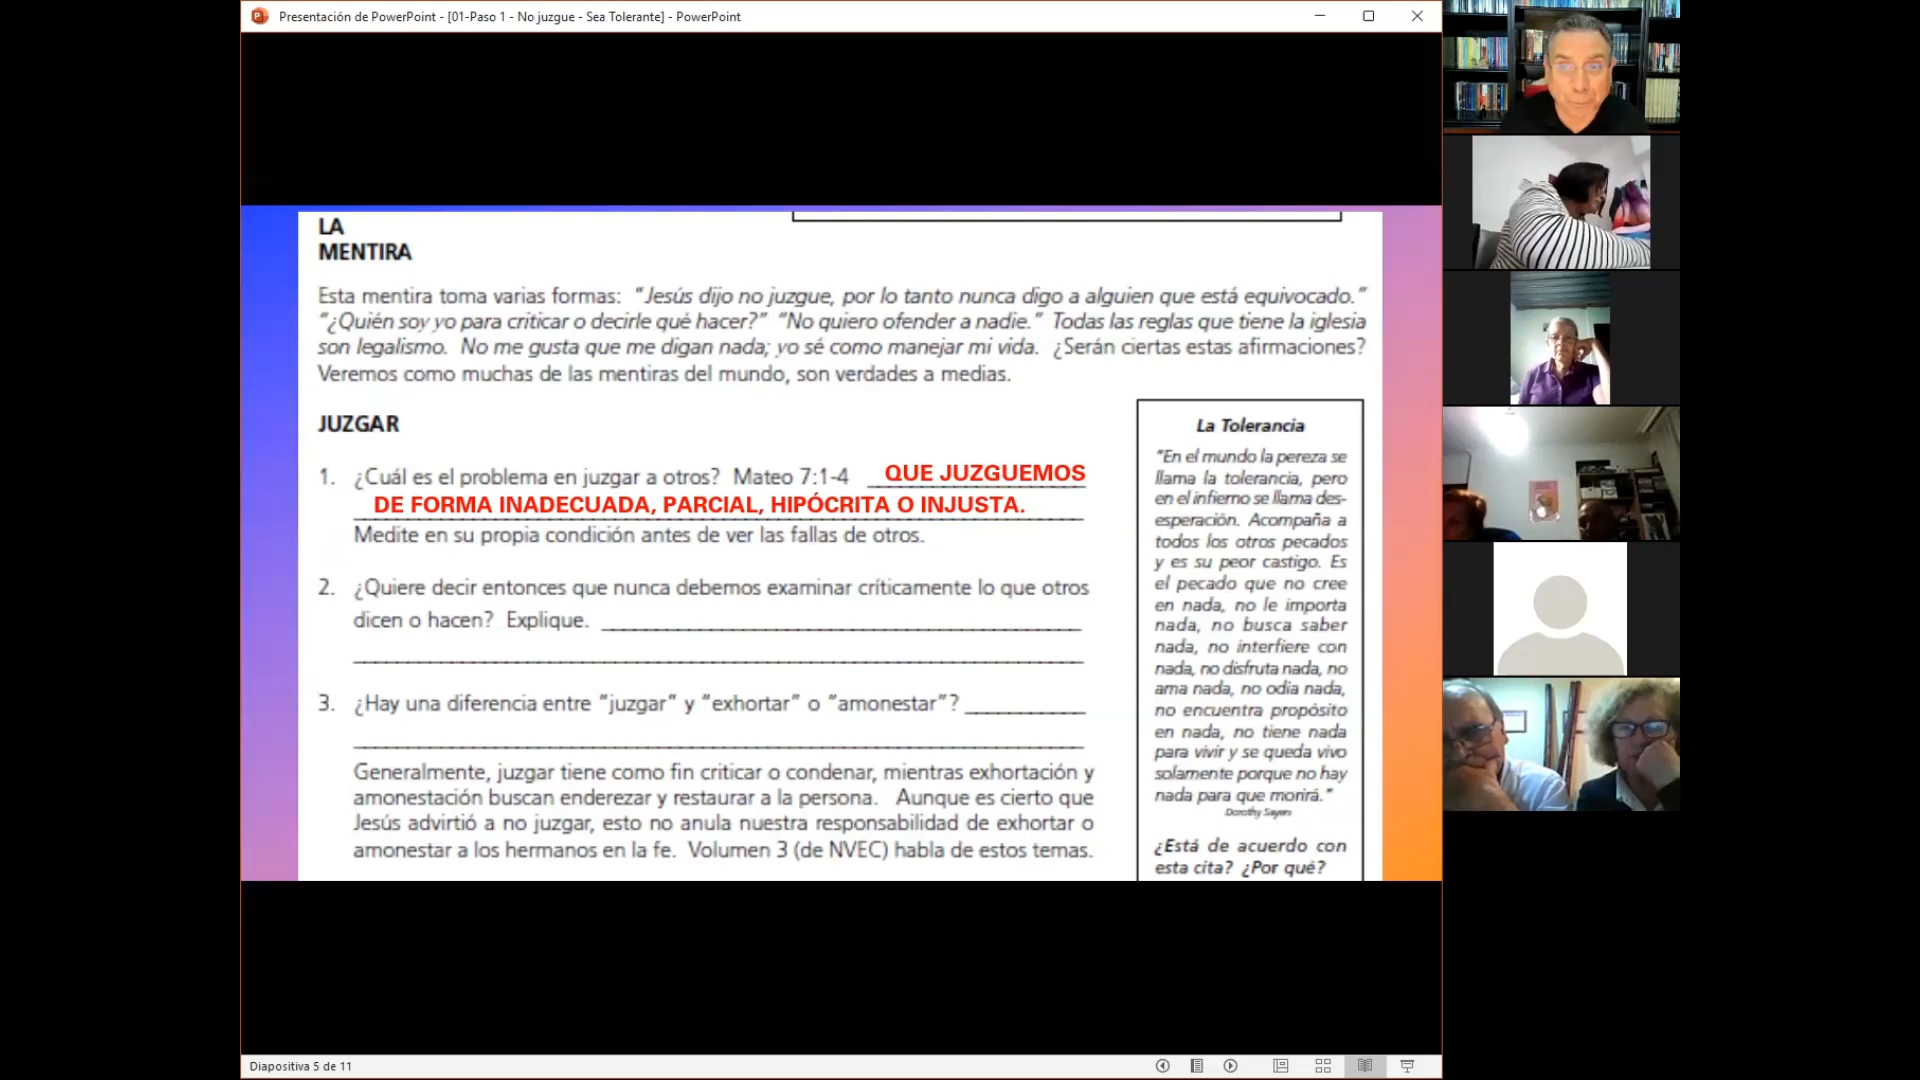 Presentación de PowerPoint - [01-Paso 1 - No juzgue - Sea Tolerante] - PowerPoint
LA
MENTIRA
Esta mentira toma varias formas: "Jesús dijo no juzgue, por lo tanto nunca digo a alguien que está equivocado."
"¿Quién soy yo para criticar o decirle qué hacer?" "No quiero ofender a nadie." Todas las reglas que tiene la iglesia
son legalismo. No me gusta que me digan nada; yo sé como manejar mi vida. ¿Serán ciertas estas afirmaciones?
Veremos como muchas de las mentiras del mundo, son verdades a medias.
JUZGAR
1. ¿Cuál es el problema en juzgar a otros? Mateo 7:1-4 QUE JUZGUEMOS
DE FORMA INADECUADA, PARCIAL, HIPÓCRITA O INJUSTA.
Medite en su propia condición antes de ver las fallas de otros.
2. ¿Quiere decir entonces que nunca debemos examinar críticamente lo que otros
dicen o hacen? Explique.
3. ¿Hay una diferencia entre "juzgar" y "exhortar" o "amonestar"?
Generalmente, juzgar tiene como fin criticar o condenar, mientras exhortación y
amonestación buscan enderezar y restaurar a la persona. Aunque es cierto que
Jesús advirtió a no juzgar, esto no anula nuestra responsabilidad de exhortar o
amonestar a los hermanos en la fe. Volumen 3 (de NVEC) habla de estos temas.
La Tolerancia
"En el mundo la pereza se
llama la tolerancia, pero
en el infierno se llama des-
esperación. Acompaña a
todos los otros pecados
y es su peor castigo. Es
el pecado que no cree
en nada, no le importa
nada, no busca saber
nada, no interfiere con
nada, no disfruta nada, no
ama nada, no odia nada,
no encuentra propósito
en nada, no tiene nada
para vivir y se queda vivo
solamente porque no hay
nada para que morirá."
Dorothy Sayers
¿Está de acuerdo con
esta cita? ¿Por qué?
Diapositiva 5 de 11